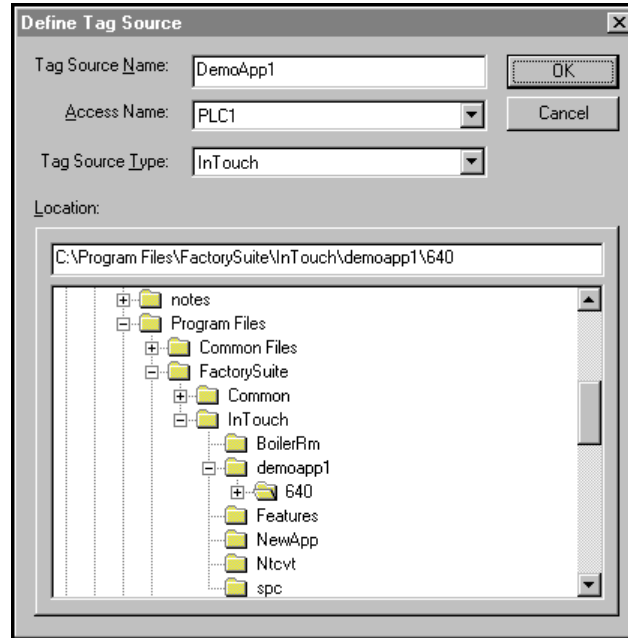 Define Tag Source
Tag Source Name: DemoApp1 OK
Access Name: PLC1 Cancel
Tag Source Type: InTouch
Location:
C:\Program Files\FactorySuite\InTouch\demoapp1\640
notes
Program Files
Common Files
FactorySuite
Common
InTouch
BoilerRm
demoapp1
640
Features
NewApp
Ntcvt
spc